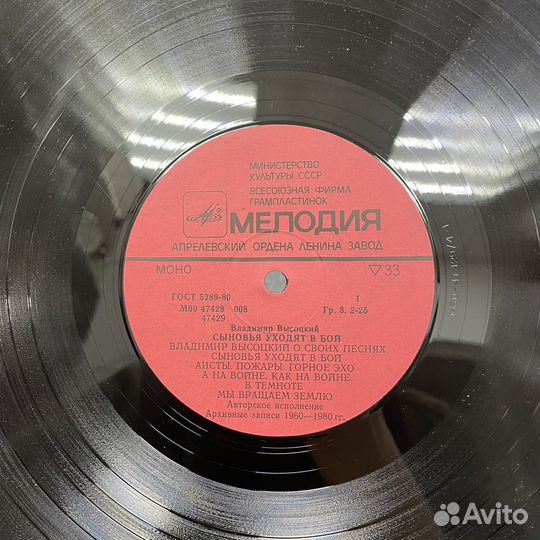 МИНИСТЕРСТВО
КУЛЬТУРЫ СССР
ВСЕСОЮЗНАЯ ФИРМА
ГРАМПЛАСТИНОК
МЕЛОДИЯ
АПРЕЛЕВСКИЙ ОРДЕНА ЛЕНИНА ЗАВОД
МОНО ▽33
ГОСТ 5289-80 1
М60 47429 008 Гр. 3. 2-25
47429
Владимир Высоцкий
СЫНОВЬЯ УХОДЯТ В БОЙ
ВЛАДИМИР ВЫСОЦКИЙ О СВОИХ ПЕСНЯХ
СЫНОВЬЯ УХОДЯТ В БОЙ
АИСТЫ. ПОЖАРЫ. ГОРНОЕ ЭХО
А НА ВОЙНЕ, КАК НА ВОЙНЕ
В ТЕМНОТЕ
МЫ ВРАЩАЕМ ЗЕМЛЮ
Авторское исполнение
Архивные записи 1960—1980 гг.
Avito